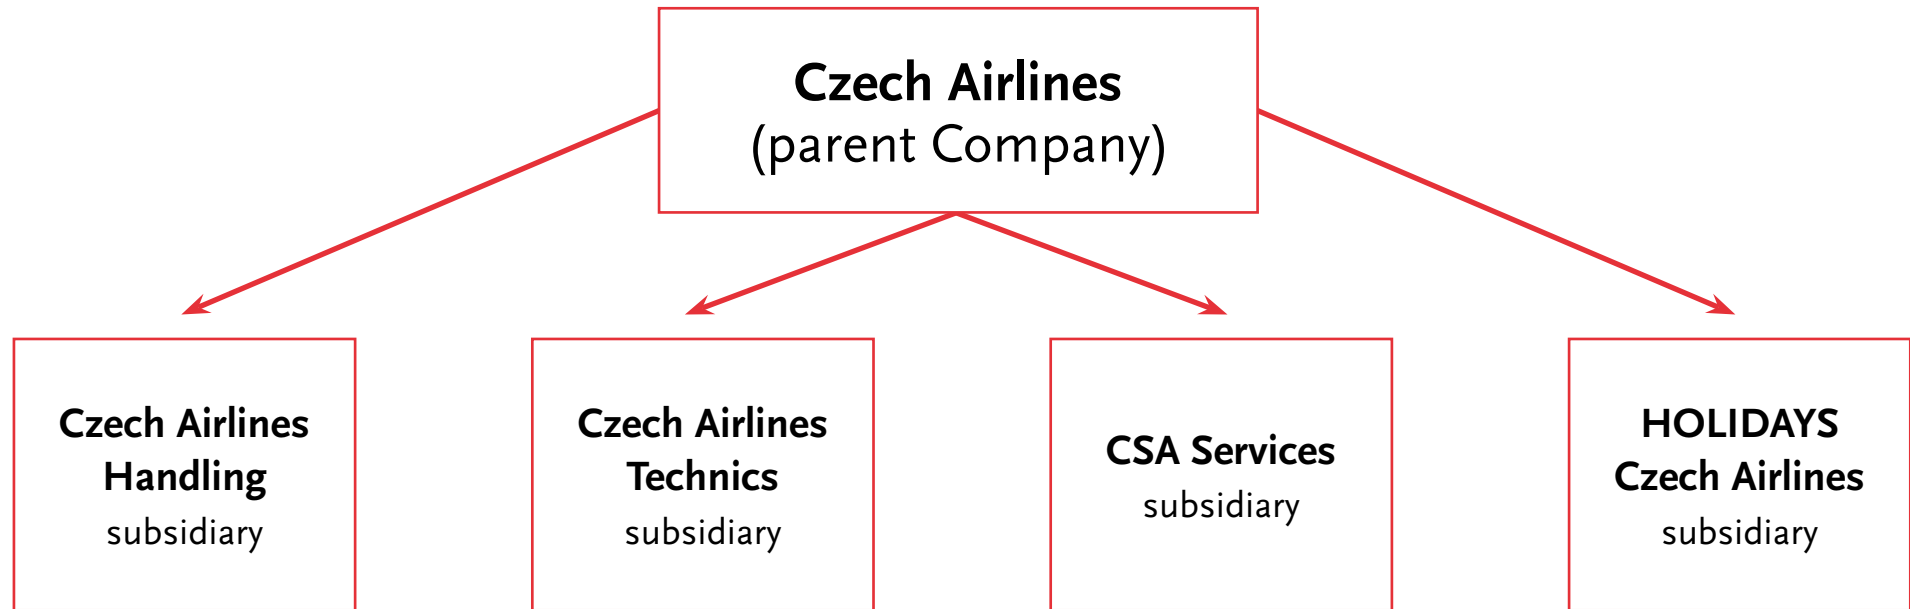 Czech Airlines
(parent Company)
Czech Airlines
Handling
subsidiary
Czech Airlines
Technics
subsidiary
CSA Services
subsidiary
HOLIDAYS
Czech Airlines
subsidiary